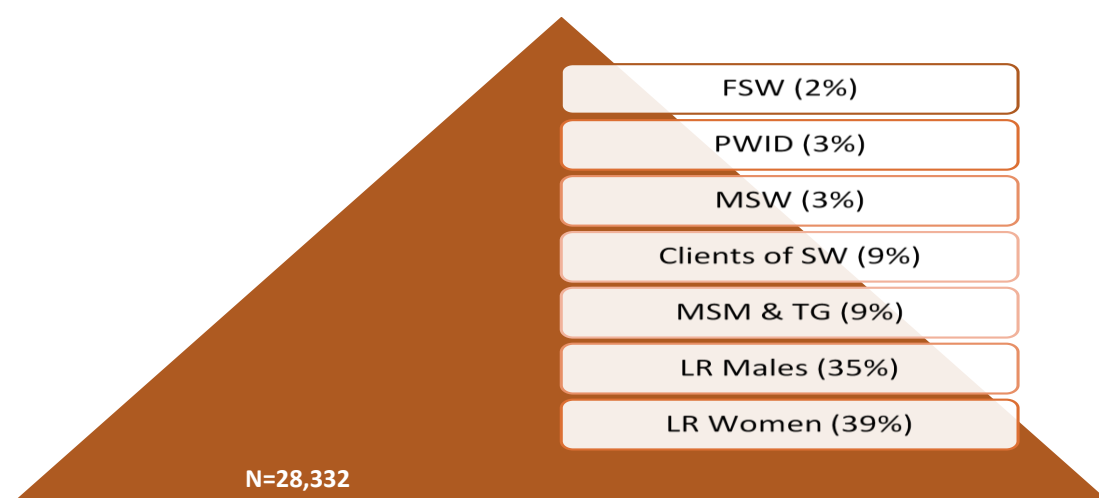 FSW (2%)
PWID (3%)
MSW (3%)
Clients of SW (9%)
MSM & TG (9%)
LR Males (35%)
LR Women (39%)
N=28,332